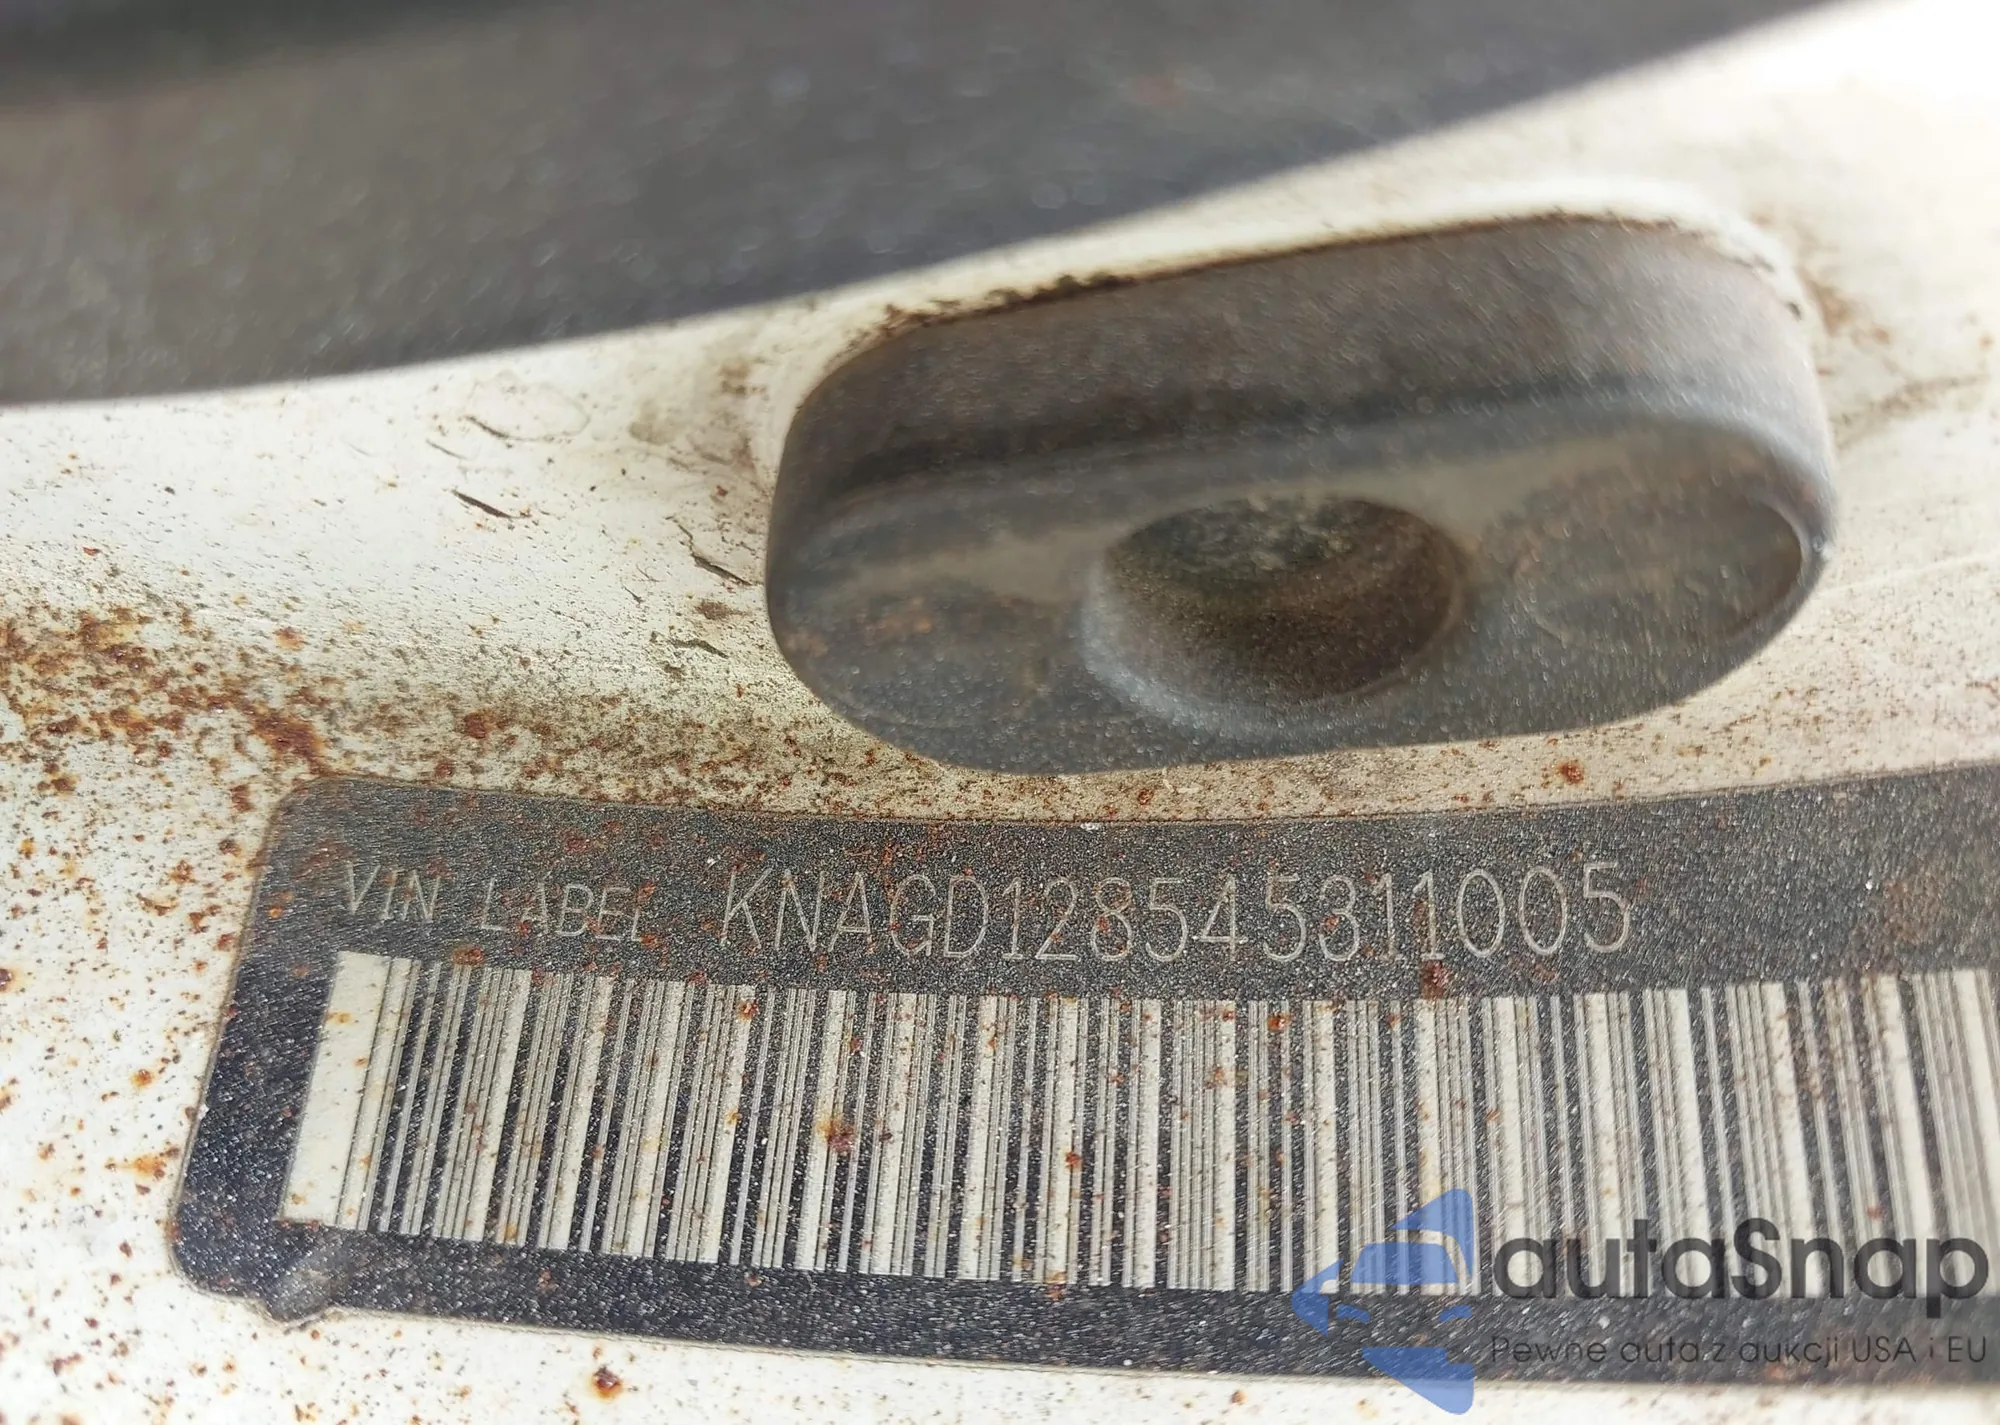 VIN LABEL KNAGD128545311005
autaSnap
Pewne auta z aukcji USA i EU